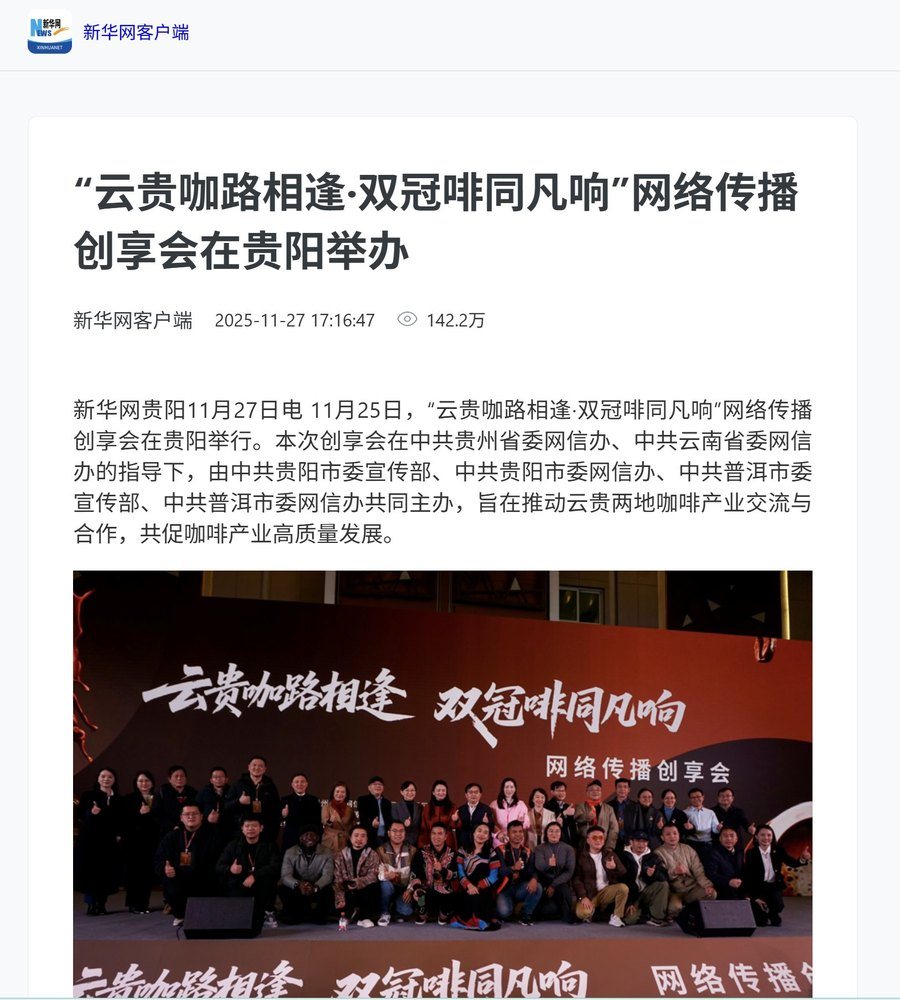 新华网
NEWS
XINHUANET
新华网客户端
“云贵咖路相逢·双冠啡同凡响”网络传播
创享会在贵阳举办
新华网客户端 2025-11-27 17:16:47 142.2万
新华网贵阳11月27日电 11月25日，“云贵咖路相逢·双冠啡同凡响”网络传播
创享会在贵阳举行。本次创享会在中共贵州省委网信办、中共云南省委网信
办的指导下，由中共贵阳市委宣传部、中共贵阳市委网信办、中共普洱市委
宣传部、中共普洱市委网信办共同主办，旨在推动云贵两地咖啡产业交流与
合作，共促咖啡产业高质量发展。
云贵咖路相逢 双冠啡同凡响
网络传播创享会
云贵咖路相逢 双冠啡同凡响 网络传播创